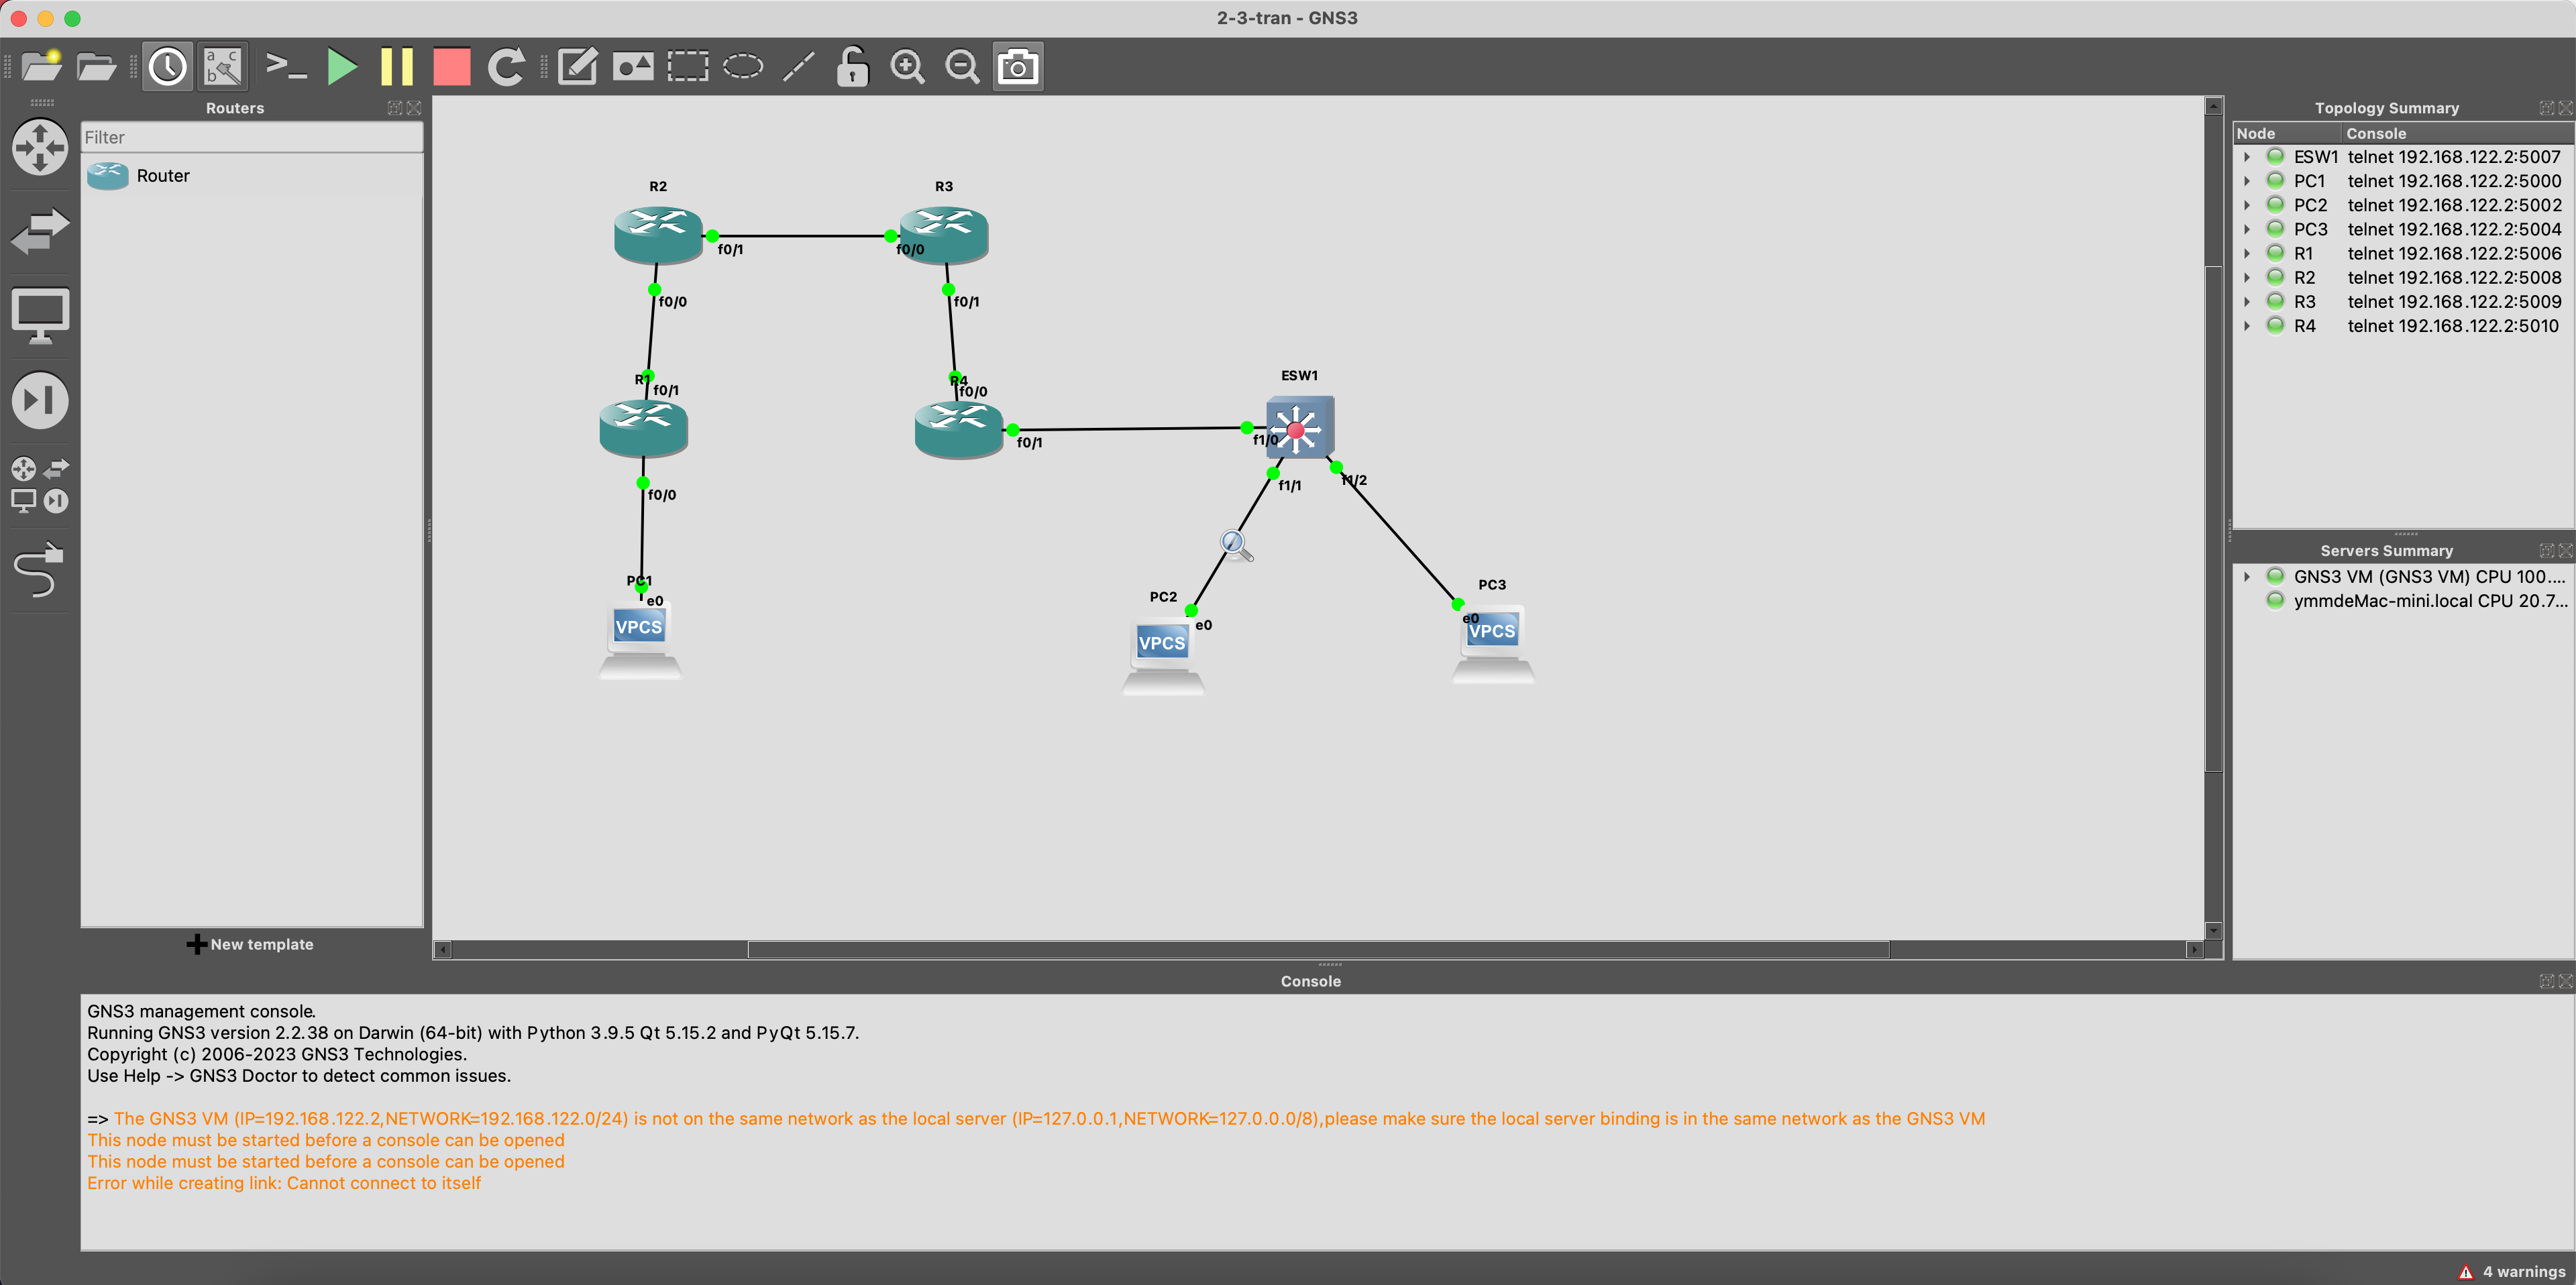 2-3-tran - GNS3
a c
b
>_
Routers
Filter
Router
New template
R2
f0/1
f0/0
R3
f0/0
f0/1
R1
f0/1
f0/0
R4
f0/0
f0/1
ESW1
f1/0
f1/1
f1/2
PC1
e0
VPCS
PC2
e0
VPCS
PC3
e0
VPCS
Topology Summary
Node Console
ESW1 telnet 192.168.122.2:5007
PC1 telnet 192.168.122.2:5000
PC2 telnet 192.168.122.2:5002
PC3 telnet 192.168.122.2:5004
R1 telnet 192.168.122.2:5006
R2 telnet 192.168.122.2:5008
R3 telnet 192.168.122.2:5009
R4 telnet 192.168.122.2:5010
Servers Summary
GNS3 VM (GNS3 VM) CPU 100....
ymmdeMac-mini.local CPU 20.7...
Console
GNS3 management console.
Running GNS3 version 2.2.38 on Darwin (64-bit) with Python 3.9.5 Qt 5.15.2 and PyQt 5.15.7.
Copyright (c) 2006-2023 GNS3 Technologies.
Use Help -> GNS3 Doctor to detect common issues.
=> The GNS3 VM (IP=192.168.122.2,NETWORK=192.168.122.0/24) is not on the same network as the local server (IP=127.0.0.1,NETWORK=127.0.0.0/8),please make sure the local server binding is in the same network as the GNS3 VM
This node must be started before a console can be opened
This node must be started before a console can be opened
Error while creating link: Cannot connect to itself
4 warnings